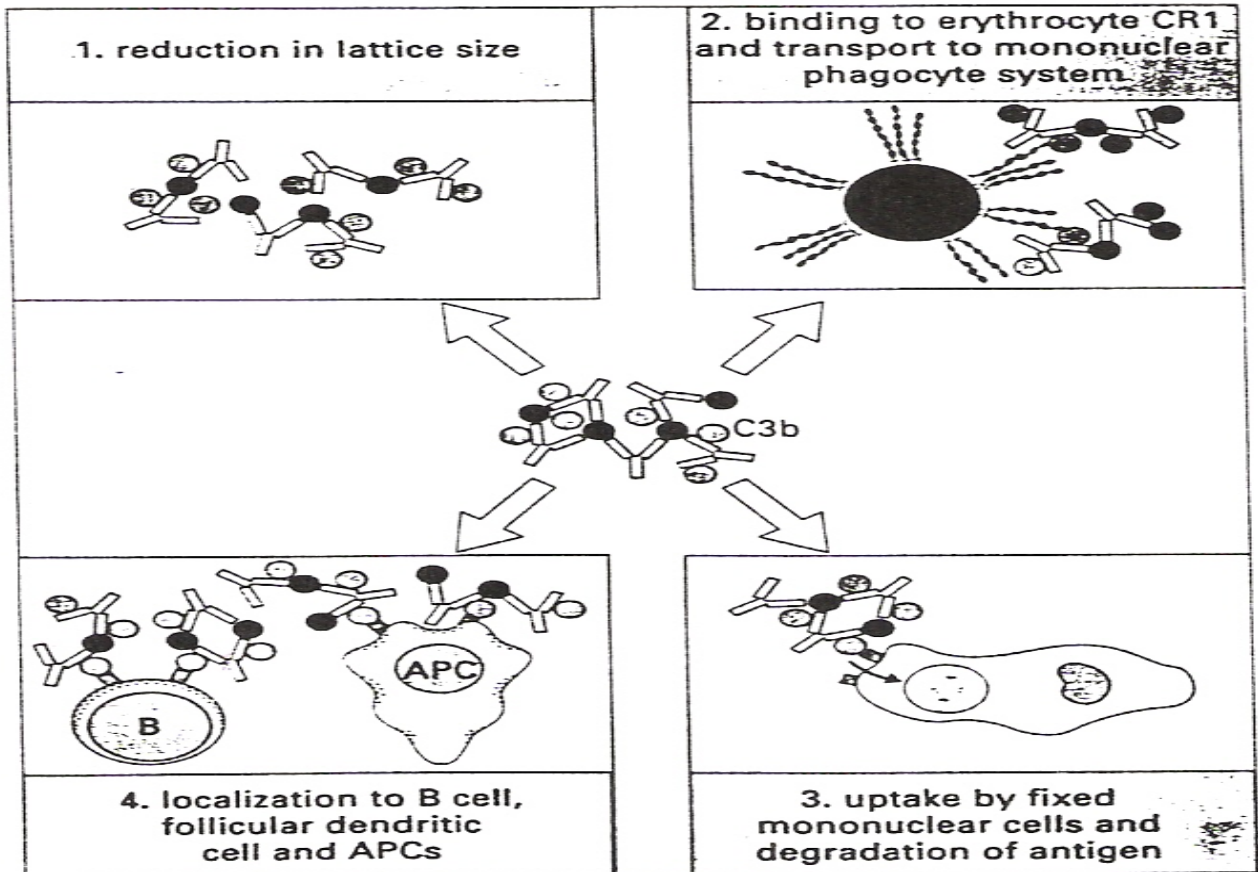 1. reduction in lattice size
2. binding to erythrocyte CR1
and transport to mononuclear
phagocyte system
C3b
B
APC
4. localization to B cell,
follicular dendritic
cell and APCs
3. uptake by fixed
mononuclear cells and
degradation of antigen